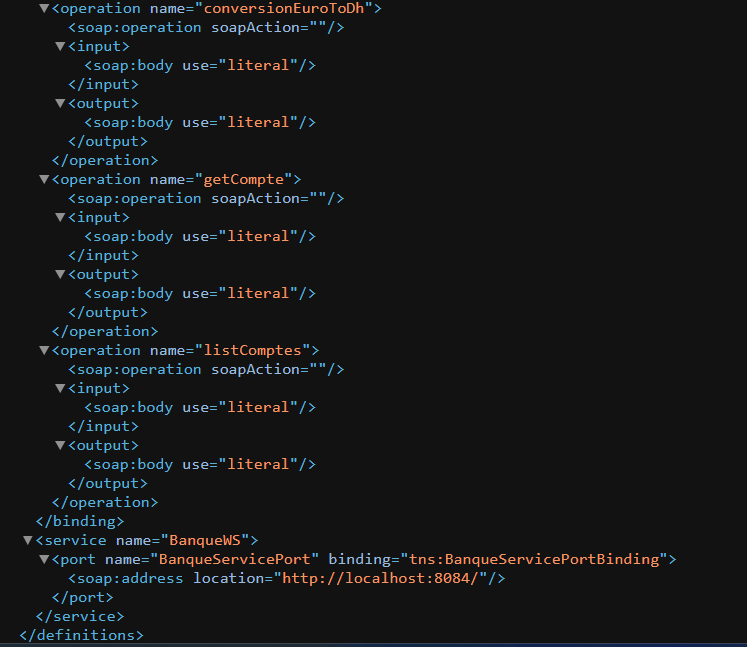 <operation name="conversionEuroToDh">
<soap:operation soapAction=""/>
<input>
<soap:body use="literal"/>
</input>
<output>
<soap:body use="literal"/>
</output>
</operation>
<operation name="getCompte">
<soap:operation soapAction=""/>
<input>
<soap:body use="literal"/>
</input>
<output>
<soap:body use="literal"/>
</output>
</operation>
<operation name="listComptes">
<soap:operation soapAction=""/>
<input>
<soap:body use="literal"/>
</input>
<output>
<soap:body use="literal"/>
</output>
</operation>
</binding>
<service name="BanqueWS">
<port name="BanqueServicePort" binding="tns:BanqueServicePortBinding">
<soap:address location="http://localhost:8084/"/>
</port>
</service>
</definitions>